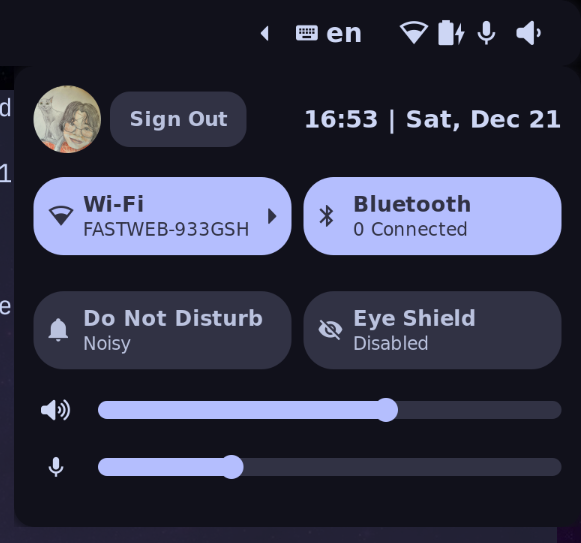 en
d
Sign Out
16:53 | Sat, Dec 21
1
Wi-Fi
FASTWEB-933GSH
Bluetooth
0 Connected
e
Do Not Disturb
Noisy
Eye Shield
Disabled